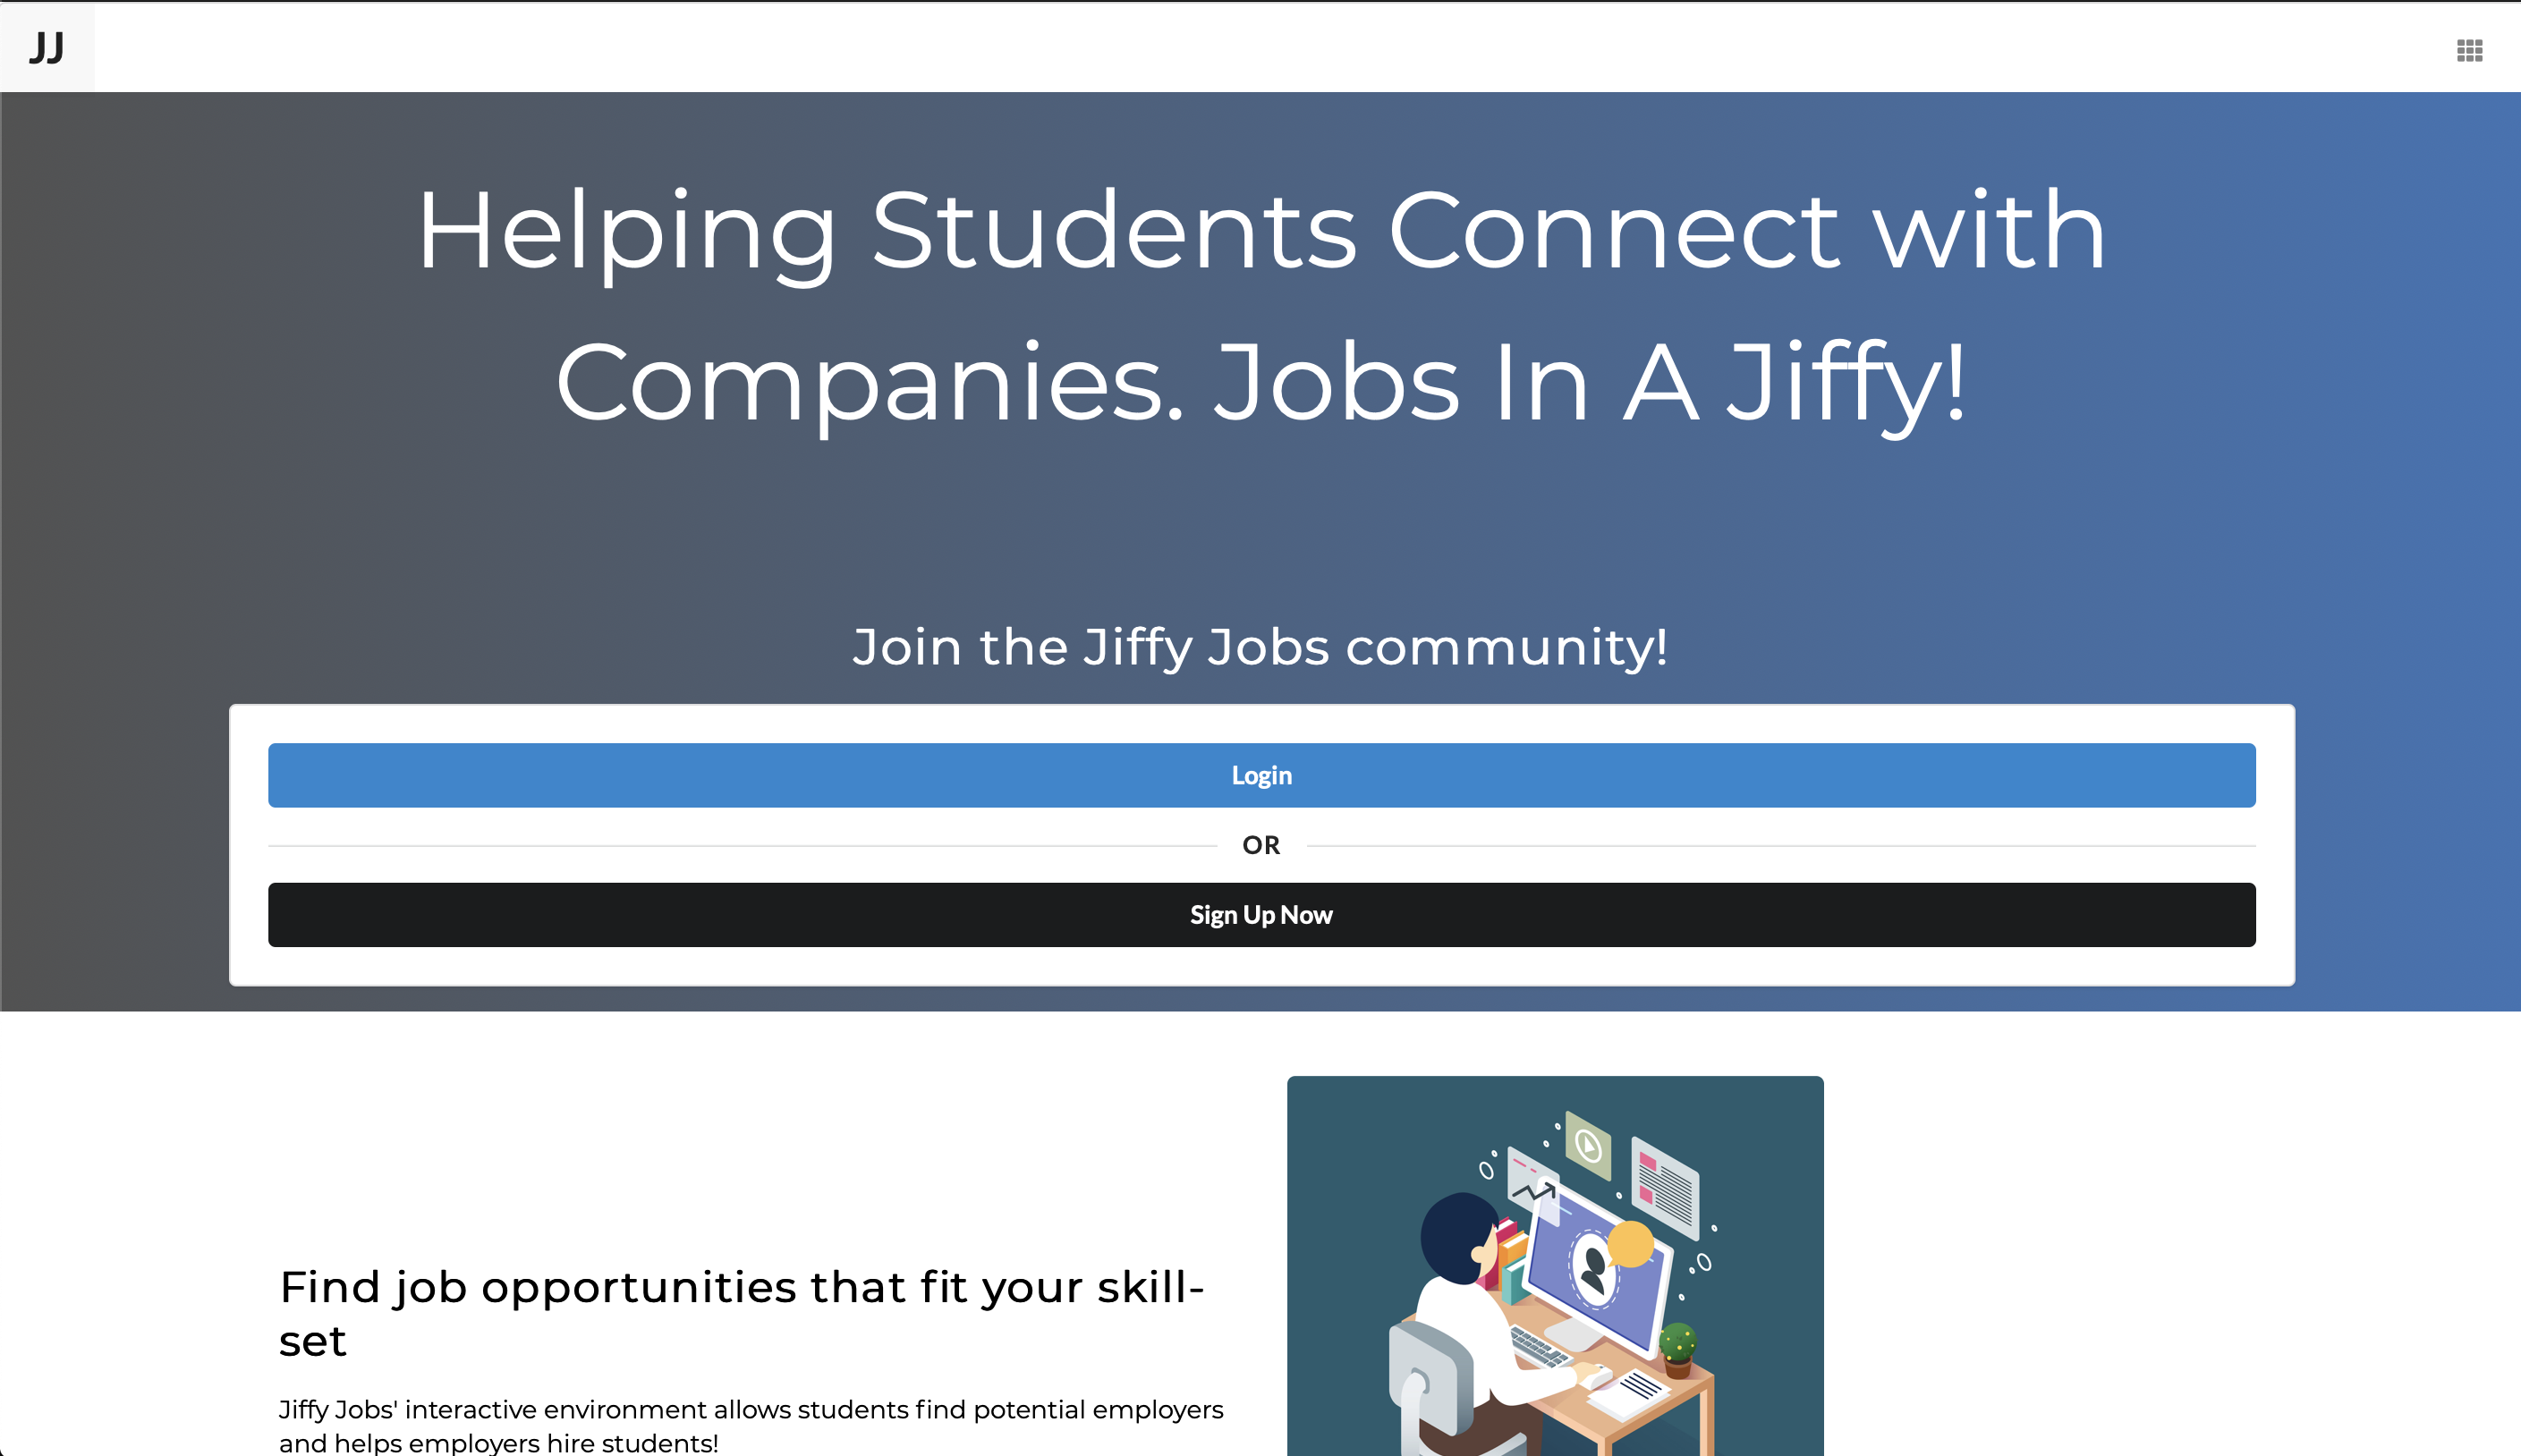 JJ
Helping Students Connect with
Companies. Jobs In A Jiffy!
Join the Jiffy Jobs community!
Login
OR
Sign Up Now
Find job opportunities that fit your skill-
set
Jiffy Jobs' interactive environment allows students find potential employers
and helps employers hire students!